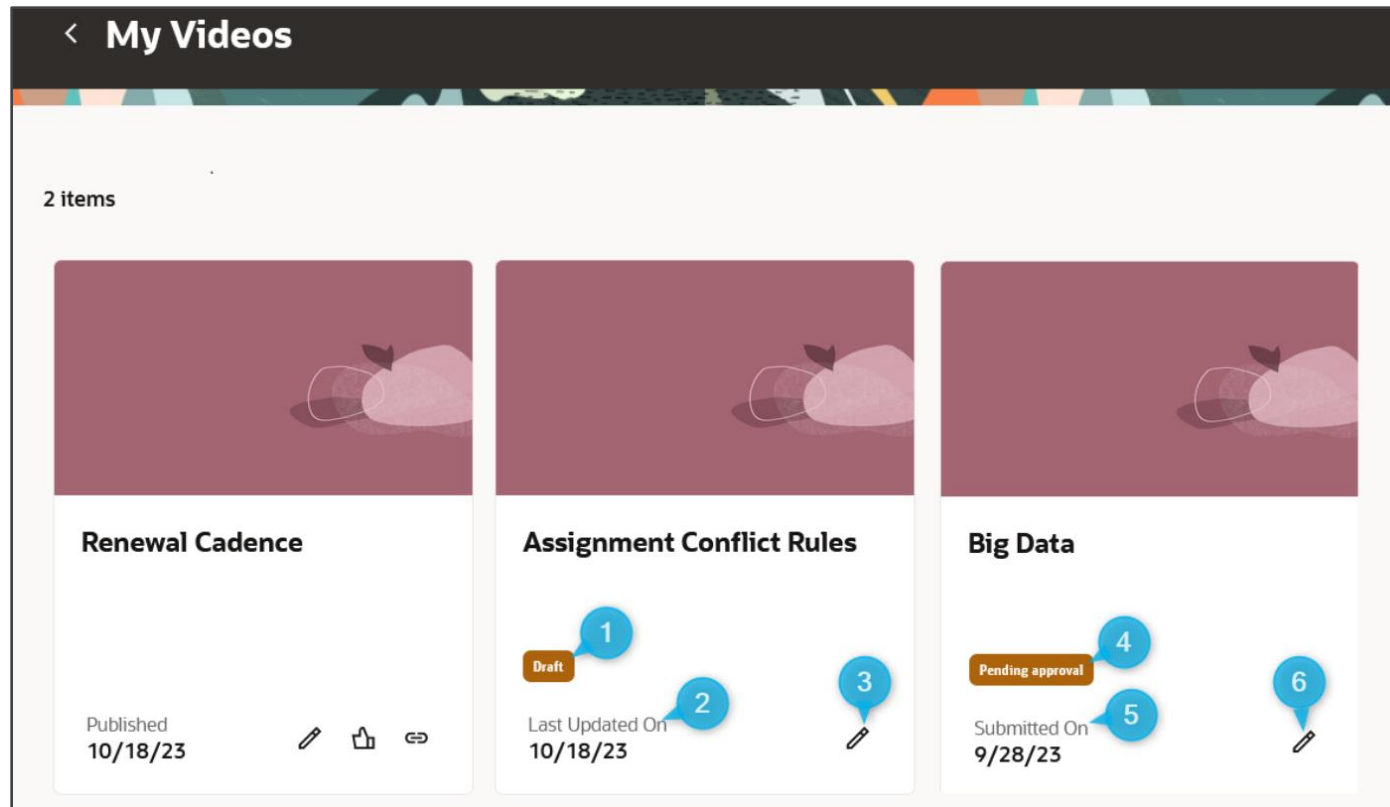 My Videos
2 items
Renewal Cadence
Published
10/18/23
Assignment Conflict Rules
1
Draft
2
3
Last Updated On
10/18/23
Big Data
4
Pending approval
5
6
Submitted On
9/28/23